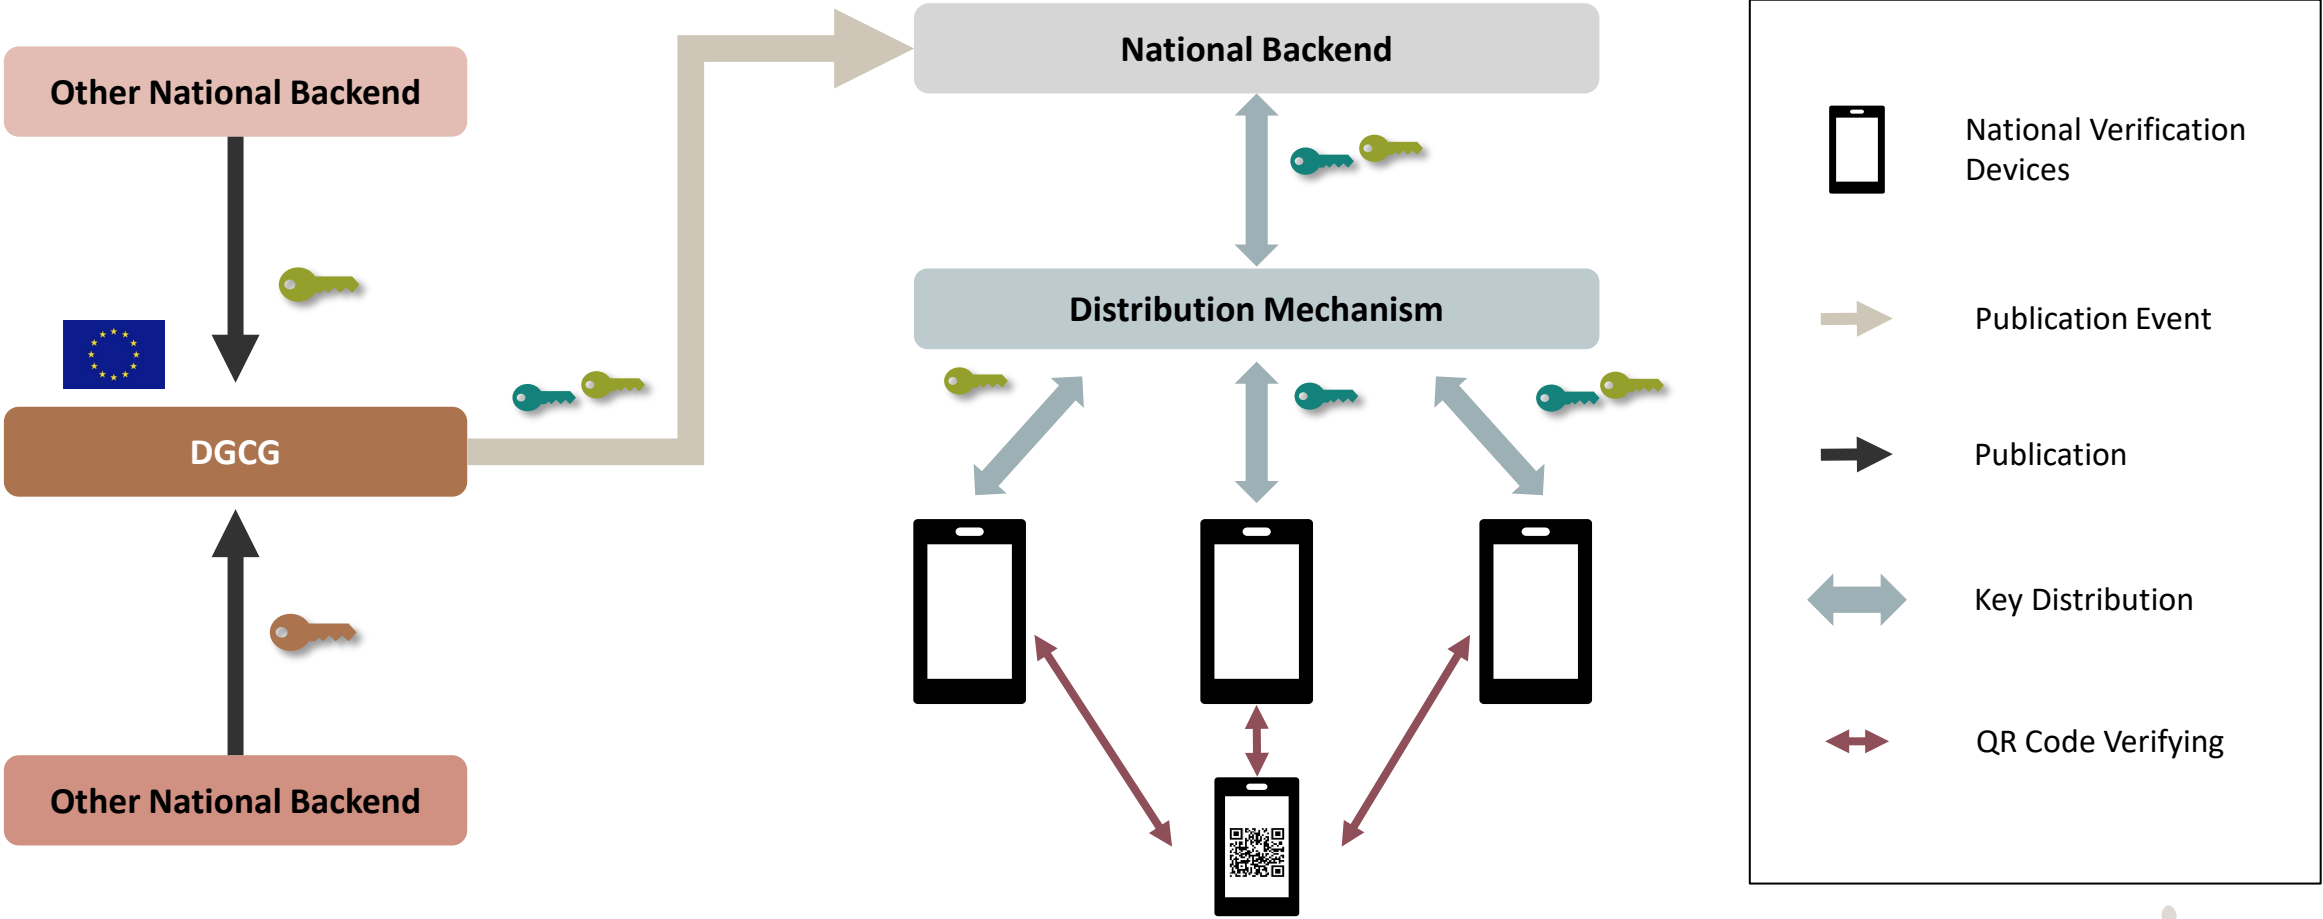 Other National Backend
DGCG
Other National Backend
National Backend
Distribution Mechanism
National Verification
Devices
Publication Event
Publication
Key Distribution
QR Code Verifying